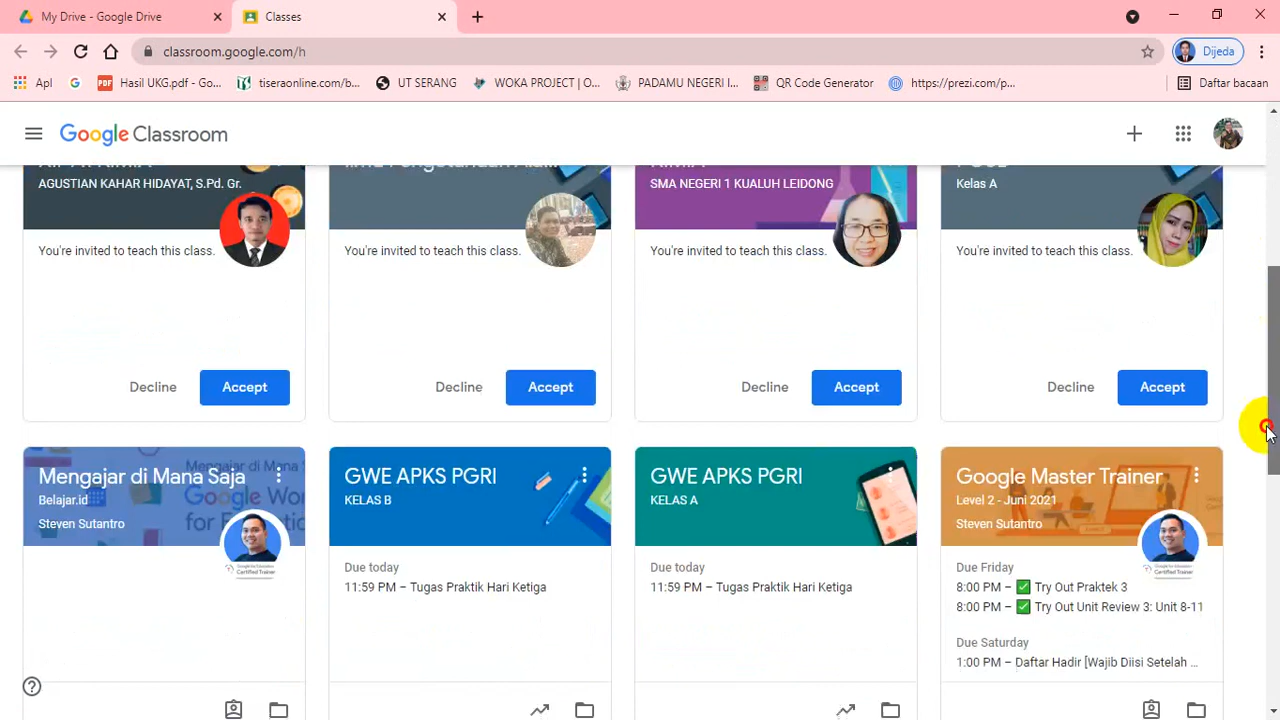 My Drive - Google Drive
Classes
classroom.google.com/h
Dijeda
Apl
Hasil UKG.pdf - Go...
tiseraonline.com/b...
UT SERANG
WOKA PROJECT | O...
PADAMU NEGERI I...
QR Code Generator
https://prezi.com/p...
Daftar bacaan
Google Classroom
AGUSTIAN KAHAR HIDAYAT, S.Pd. Gr.
SMA NEGERI 1 KUALUH LEIDONG
Kelas A
You're invited to teach this class.
You're invited to teach this class.
You're invited to teach this class.
You're invited to teach this class.
Decline
Accept
Decline
Accept
Decline
Accept
Decline
Accept
Mengajar di Mana Saja
Belajar.id
Steven Sutantro
GWE APKS PGRI
KELAS B
Due today
11:59 PM – Tugas Praktik Hari Ketiga
GWE APKS PGRI
KELAS A
Due today
11:59 PM – Tugas Praktik Hari Ketiga
Google Master Trainer
Level 2 - Juni 2021
Steven Sutantro
Due Friday
8:00 PM – ✅ Try Out Praktek 3
8:00 PM – ✅ Try Out Unit Review 3: Unit 8-11
Due Saturday
1:00 PM – Daftar Hadir [Wajib Diisi Setelah ...